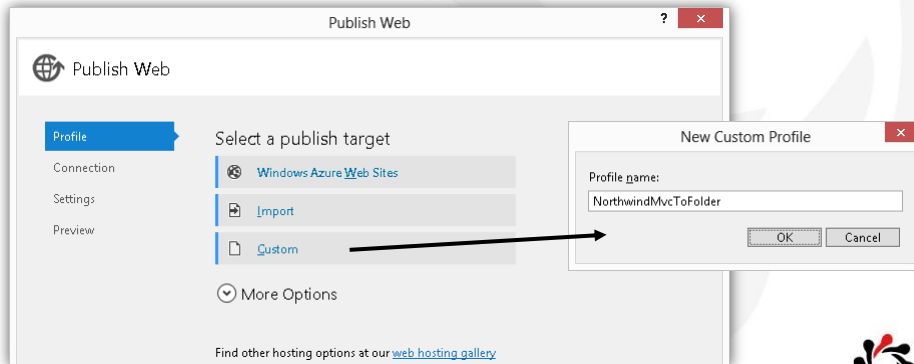 Publish Web
?
Publish Web
Profile
Connection
Settings
Preview
Select a publish target
Windows Azure Web Sites
Import
Custom
More Options
Find other hosting options at our web hosting gallery
New Custom Profile
Profile name:
NorthwindMvcToFolder
OK
Cancel